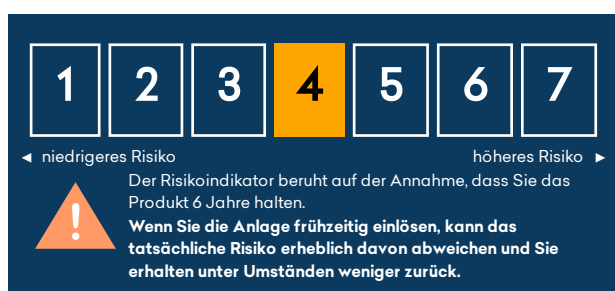 1 2 3 4 5 6 7
◄ niedrigeres Risiko höheres Risiko ►
Der Risikoindikator beruht auf der Annahme, dass Sie das
Produkt 6 Jahre halten.
Wenn Sie die Anlage frühzeitig einlösen, kann das
tatsächliche Risiko erheblich davon abweichen und Sie
erhalten unter Umständen weniger zurück.
!